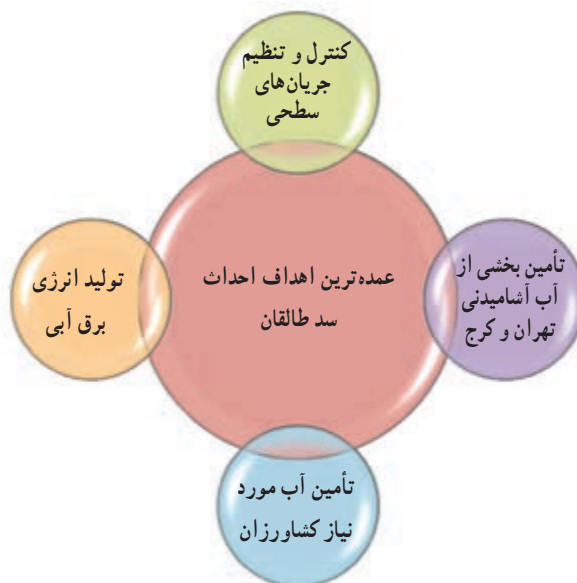 کنترل و تنظیم
جریان‌های
سطحی
عمده‌ترین اهداف احداث
سد طالقان
تأمین بخشی از
آب آشامیدنی
تهران و کرج
تولید انرژی
برق آبی
تأمین آب مورد
نیاز کشاورزان